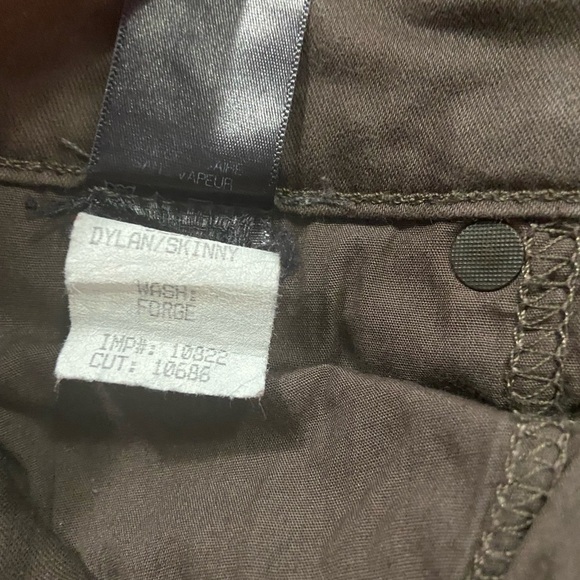 VAPEUR
DYLAN/SKINNY
WASH:
FORGE
IMP#: 10822
CUT: 10686